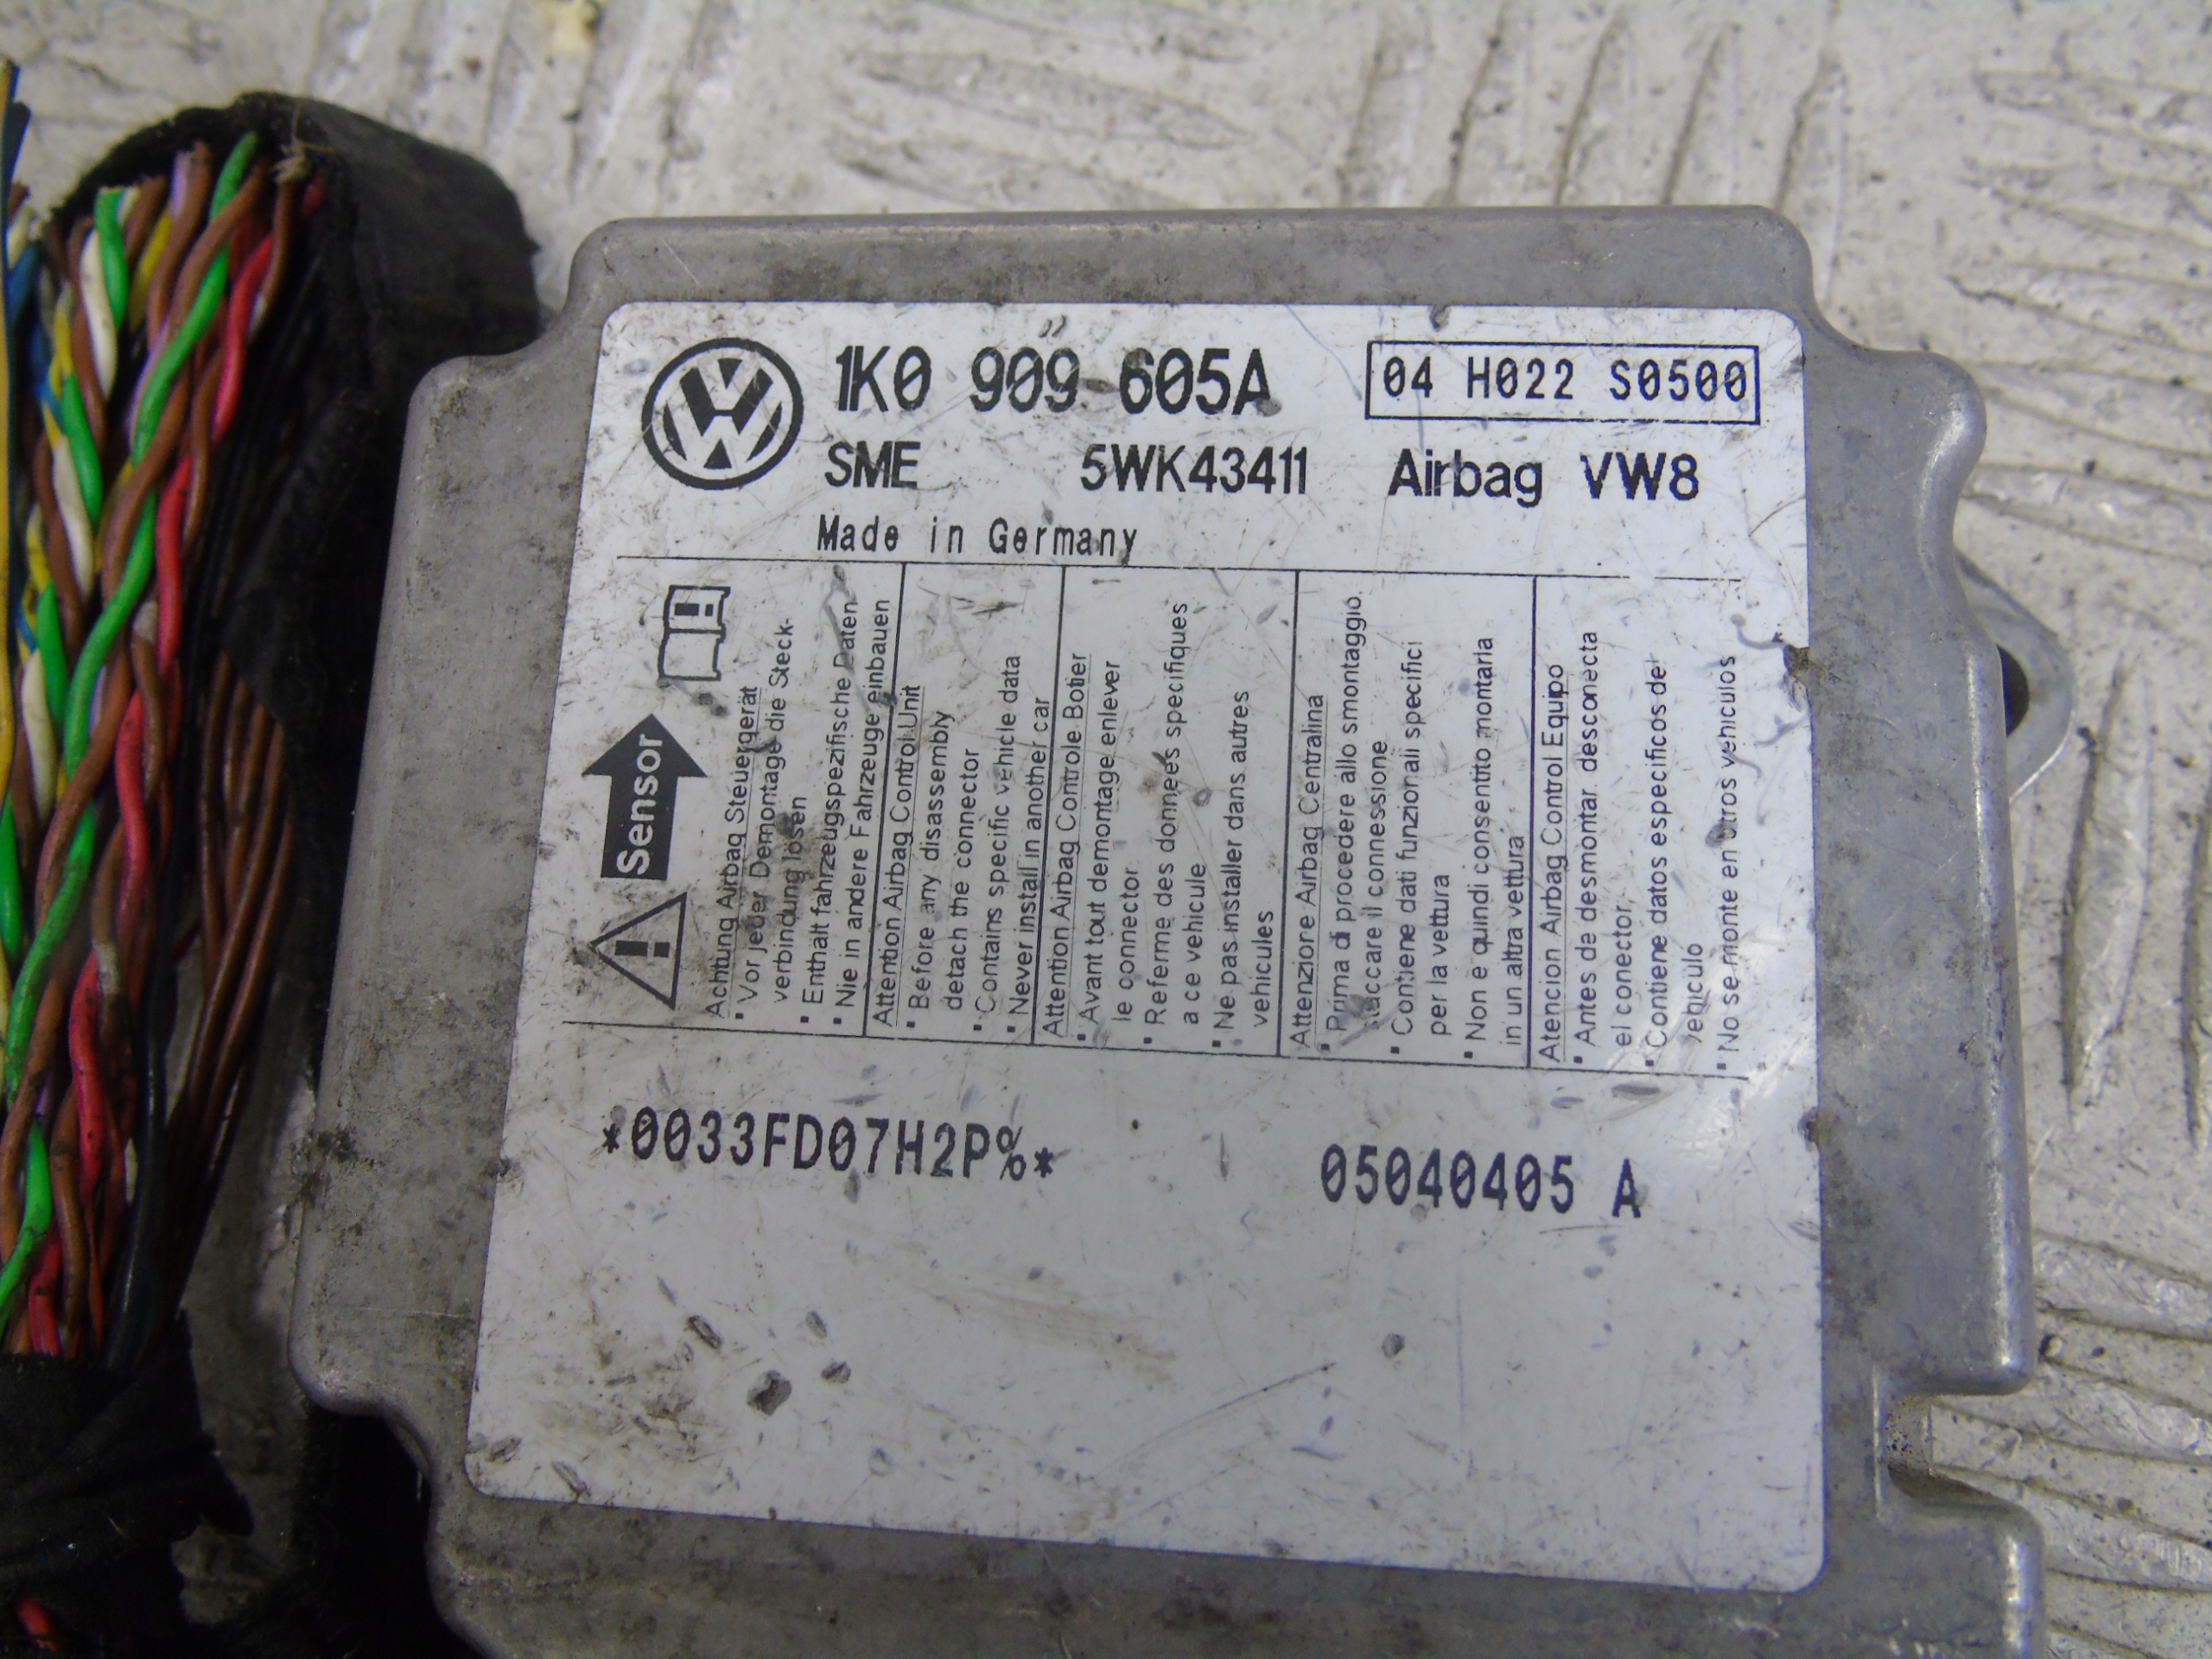 1K0 909 605A
04 H022 S0500
SME 5WK43411 Airbag VW8
Made in Germany
Sensor
Achtung Airbag Steuergerät
▪ Vor jeder Demontage die Steck-
verbindung lösen
▪ Enthält fahrzeugspezifische Daten
▪ Nie in andere Fahrzeuge einbauen
Attention Airbag Control Unit
▪ Before any disassembly
detach the connector
▪ Contains specific vehicle data
▪ Never install in another car
Attention Airbag Controle Botier
▪ Avant tout demontage enlever
le connector
▪ Referme des données specifiques
a ce vehicule
▪ Ne pas installer dans autres
vehicules
Attenzione Airbag Centralina
▪ Prima di procedere allo smontaggio
staccare il connessione
▪ Contiene dati funzionali specifici
per la vettura
▪ Non e quindi consentito montarla
in un altra vettura
Atencion Airbag Control Equipo
▪ Antes de desmontar desconecta
el conector
▪ Contiene datos especificos del
vehiculo
▪ No se monte en otros vehiculos
*0033FD07H2P%*
05040405 A